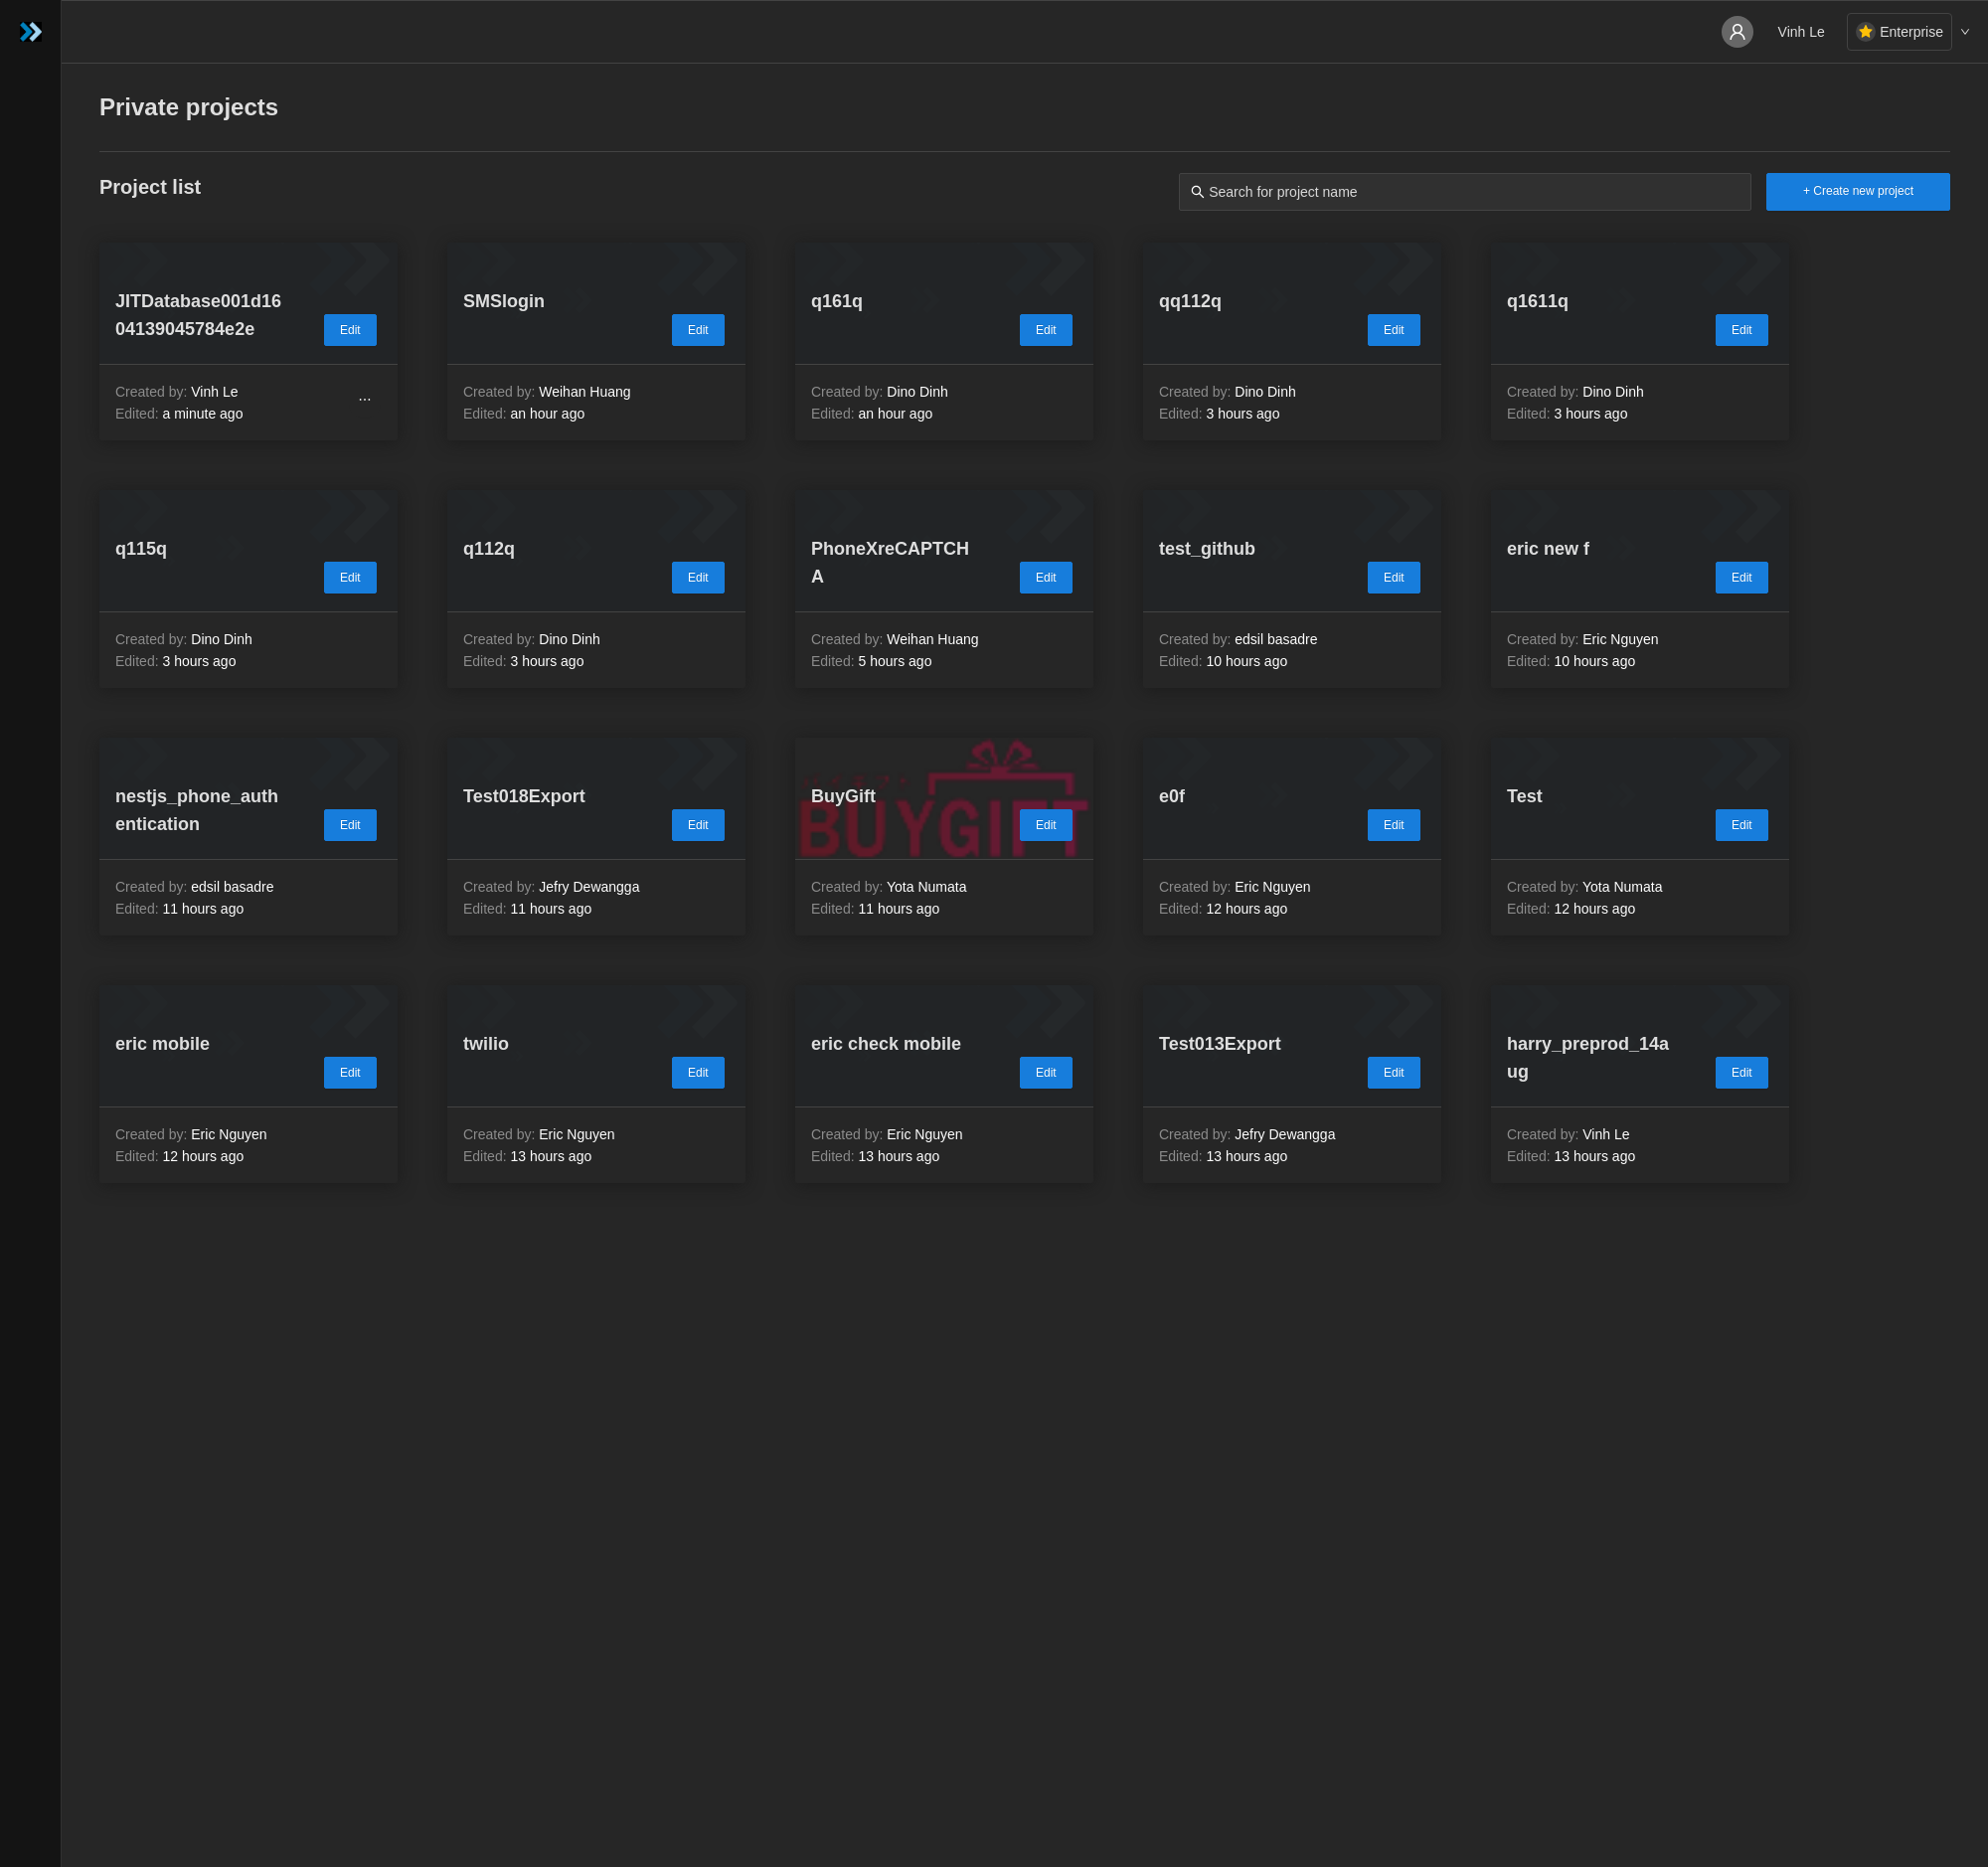 Vinh Le
Enterprise
Private projects
Project list
Search for project name
+ Create new project
JITDatabase001d16
04139045784e2e
Edit
Created by: Vinh Le
...
Edited: a minute ago
SMSlogin
Edit
Created by: Weihan Huang
Edited: an hour ago
q161q
Edit
Created by: Dino Dinh
Edited: an hour ago
qq112q
Edit
Created by: Dino Dinh
Edited: 3 hours ago
q1611q
Edit
Created by: Dino Dinh
Edited: 3 hours ago
q115q
Edit
Created by: Dino Dinh
Edited: 3 hours ago
q112q
Edit
Created by: Dino Dinh
Edited: 3 hours ago
PhoneXreCAPTCH
A
Edit
Created by: Weihan Huang
Edited: 5 hours ago
test_github
Edit
Created by: edsil basadre
Edited: 10 hours ago
eric new f
Edit
Created by: Eric Nguyen
Edited: 10 hours ago
nestjs_phone_auth
entication
Edit
Created by: edsil basadre
Edited: 11 hours ago
Test018Export
Edit
Created by: Jefry Dewangga
Edited: 11 hours ago
BuyGift
BUYGIFT
Edit
Created by: Yota Numata
Edited: 11 hours ago
e0f
Edit
Created by: Eric Nguyen
Edited: 12 hours ago
Test
Edit
Created by: Yota Numata
Edited: 12 hours ago
eric mobile
Edit
Created by: Eric Nguyen
Edited: 12 hours ago
twilio
Edit
Created by: Eric Nguyen
Edited: 13 hours ago
eric check mobile
Edit
Created by: Eric Nguyen
Edited: 13 hours ago
Test013Export
Edit
Created by: Jefry Dewangga
Edited: 13 hours ago
harry_preprod_14a
ug
Edit
Created by: Vinh Le
Edited: 13 hours ago